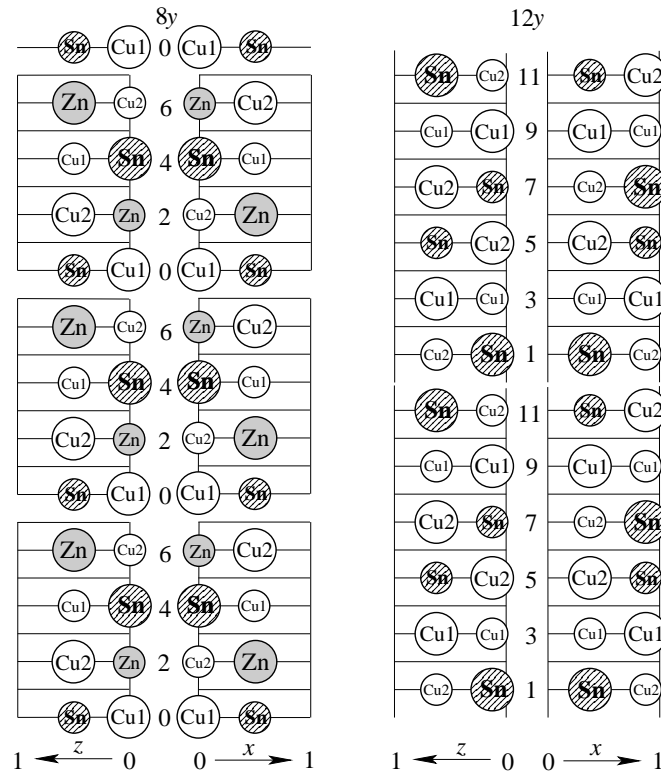 8y
Sn Cu1 0 Cu1 Sn
Zn Cu2 6 Zn Cu2
Cu1 Sn 4 Sn Cu1
Cu2 Zn 2 Cu2 Zn
Sn Cu1 0 Cu1 Sn
Zn Cu2 6 Zn Cu2
Cu1 Sn 4 Sn Cu1
Cu2 Zn 2 Cu2 Zn
Sn Cu1 0 Cu1 Sn
Zn Cu2 6 Zn Cu2
Cu1 Sn 4 Sn Cu1
Cu2 Zn 2 Cu2 Zn
Sn Cu1 0 Cu1 Sn
1 z 0 0 x 1
12y
Sn Cu2 11 Sn Cu2
Cu1 Cu1 9 Cu1 Cu1
Cu2 Sn 7 Cu2 Sn
Sn Cu2 5 Cu2 Sn
Cu1 Cu1 3 Cu1 Cu1
Cu2 Sn 1 Sn Cu2
Sn Cu2 11 Sn Cu2
Cu1 Cu1 9 Cu1 Cu1
Cu2 Sn 7 Cu2 Sn
Sn Cu2 5 Cu2 Sn
Cu1 Cu1 3 Cu1 Cu1
Cu2 Sn 1 Sn Cu2
1 z 0 0 x 1